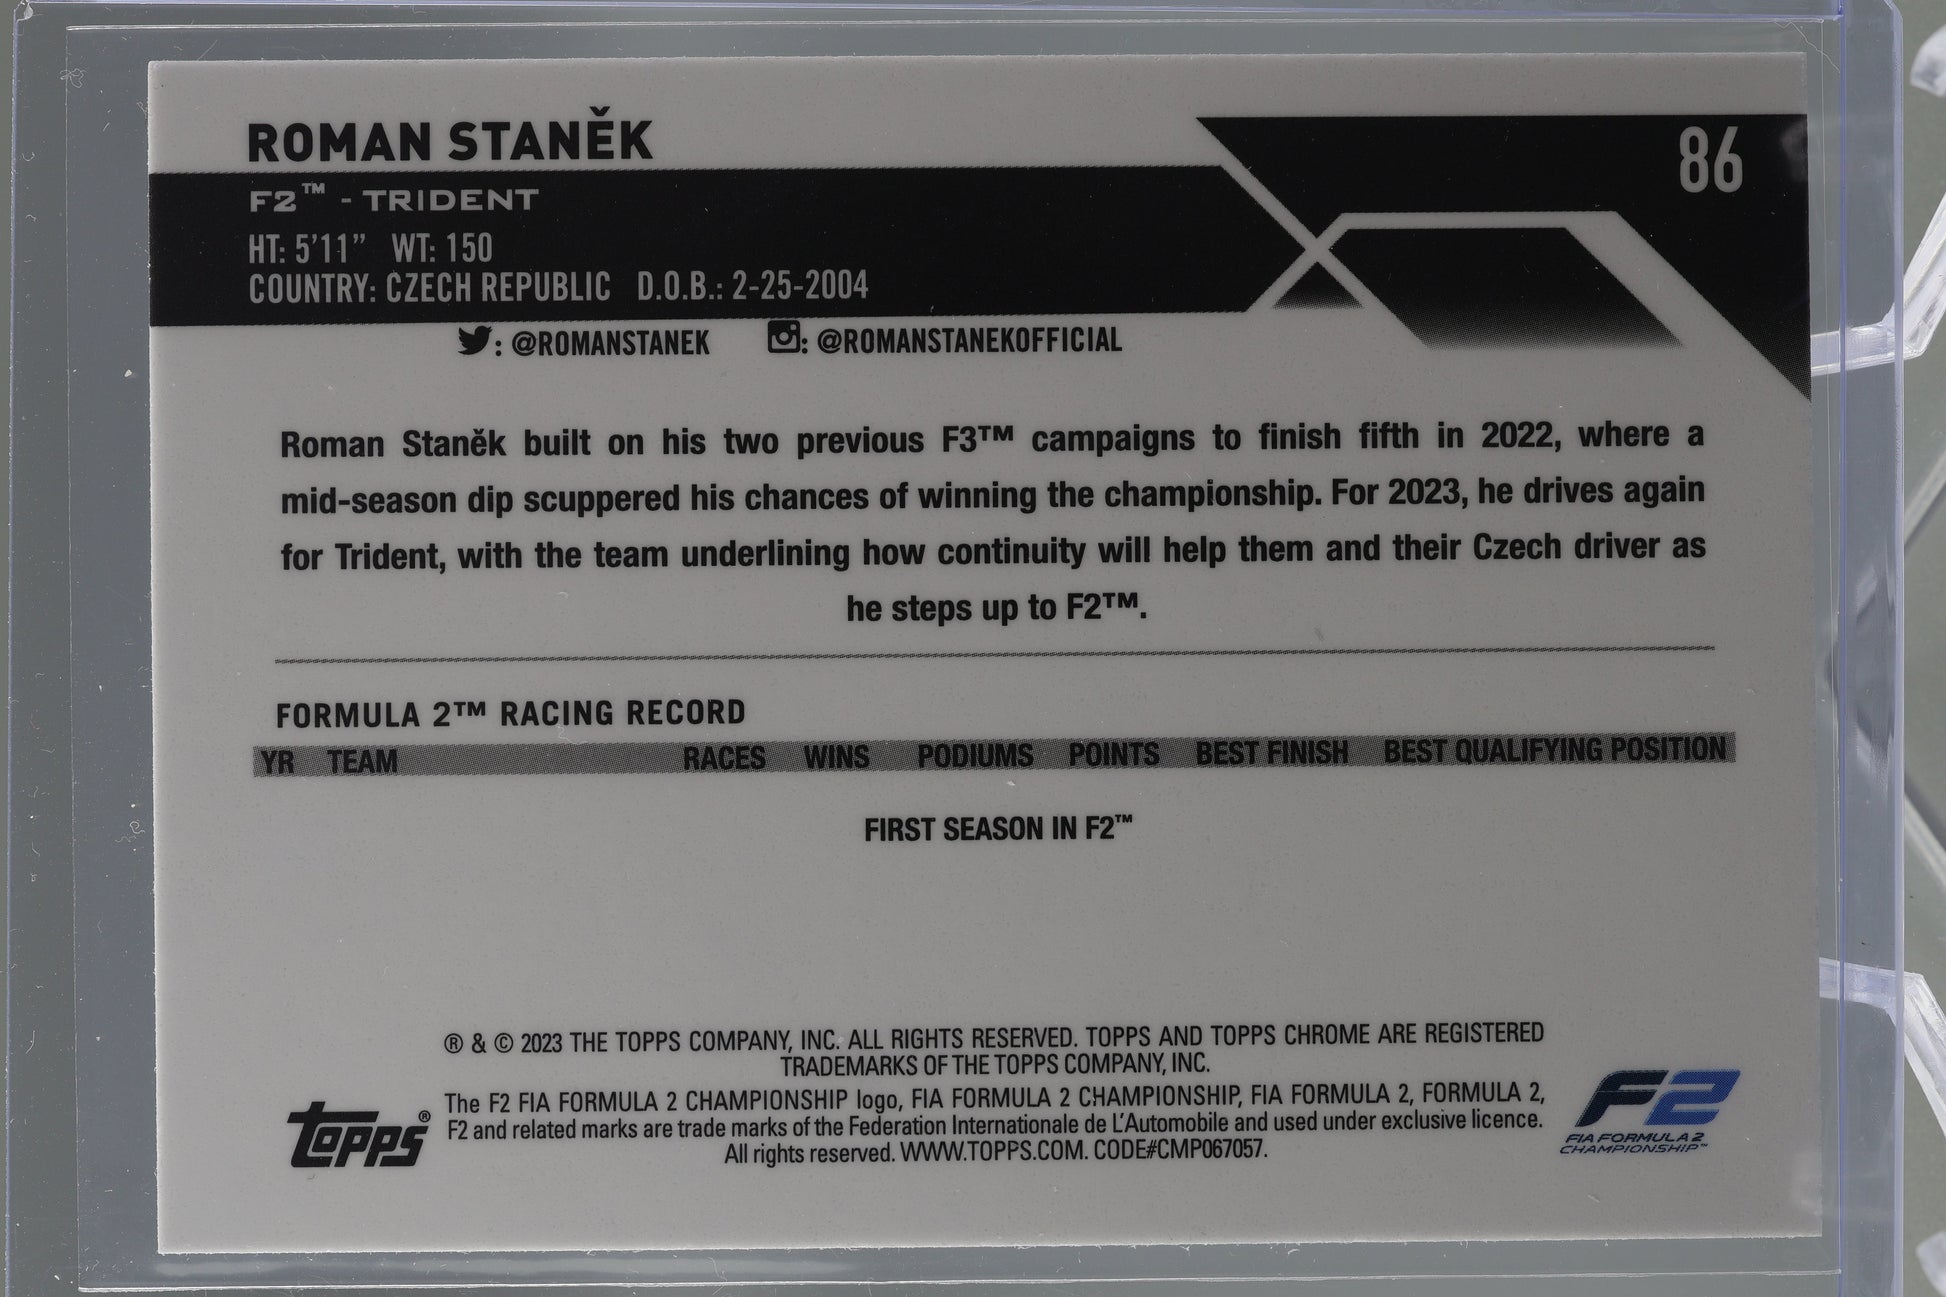 ROMAN STANĚK
86
F2™ - TRIDENT
HT: 5'11” WT: 150
COUNTRY: CZECH REPUBLIC D.O.B.: 2-25-2004
: @ROMANSTANEK : @ROMANSTANEKOFFICIAL
Roman Staněk built on his two previous F3™ campaigns to finish fifth in 2022, where a
mid-season dip scuppered his chances of winning the championship. For 2023, he drives again
for Trident, with the team underlining how continuity will help them and their Czech driver as
he steps up to F2™.
FORMULA 2™ RACING RECORD
YR TEAM RACES WINS PODIUMS POINTS BEST FINISH BEST QUALIFYING POSITION
FIRST SEASON IN F2™
® & © 2023 THE TOPPS COMPANY, INC. ALL RIGHTS RESERVED. TOPPS AND TOPPS CHROME ARE REGISTERED
TRADEMARKS OF THE TOPPS COMPANY, INC.
The F2 FIA FORMULA 2 CHAMPIONSHIP logo, FIA FORMULA 2 CHAMPIONSHIP, FIA FORMULA 2, FORMULA 2,
F2 and related marks are trade marks of the Federation Internationale de L'Automobile and used under exclusive licence.
All rights reserved. WWW.TOPPS.COM. CODE#CMP067057.
Topps®
F2
FIA FORMULA 2
CHAMPIONSHIP™